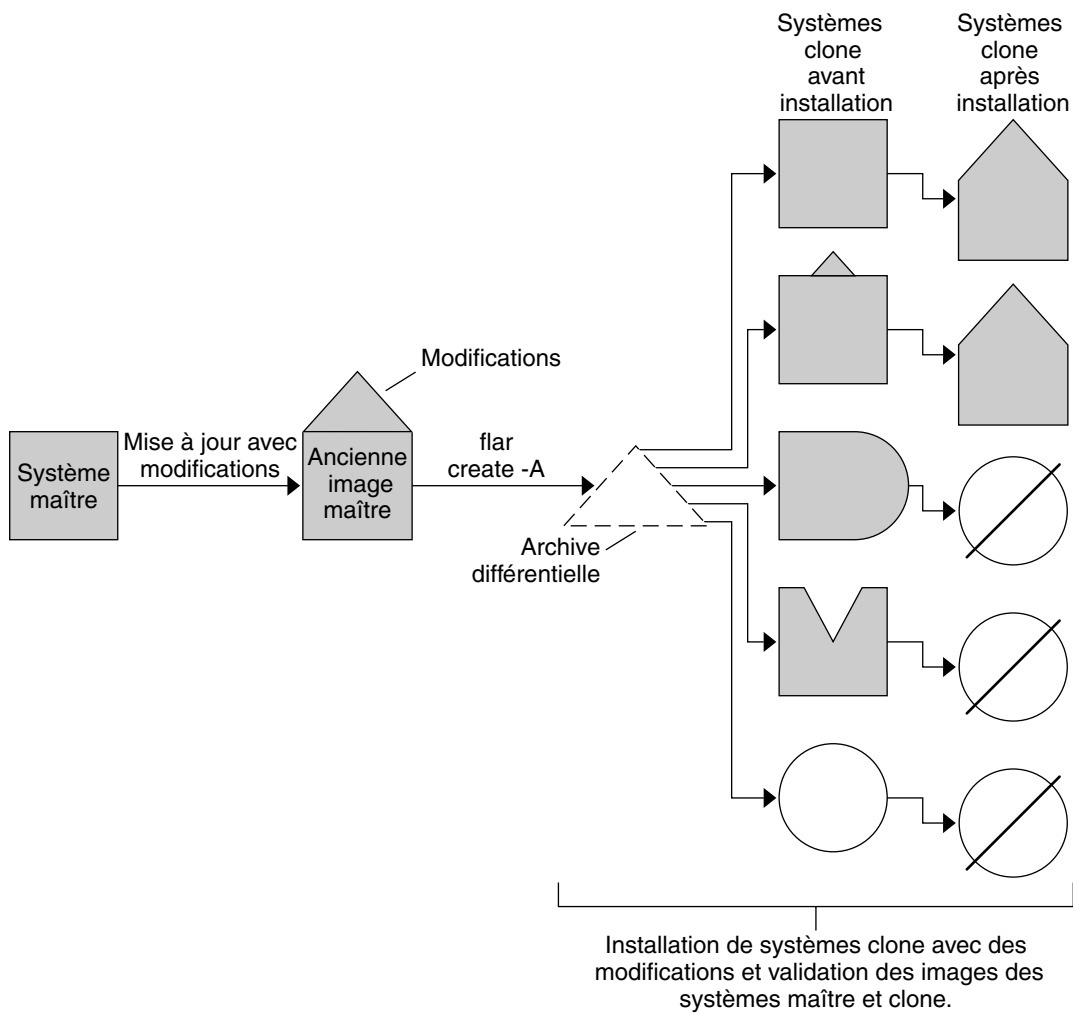 Systèmes
clone
avant
installation
Systèmes
clone
après
installation
Modifications
Système
maître
Mise à jour avec
modifications
Ancienne
image
maître
flar
create -A
Archive
différentielle
Installation de systèmes clone avec des
modifications et validation des images des
systèmes maître et clone.